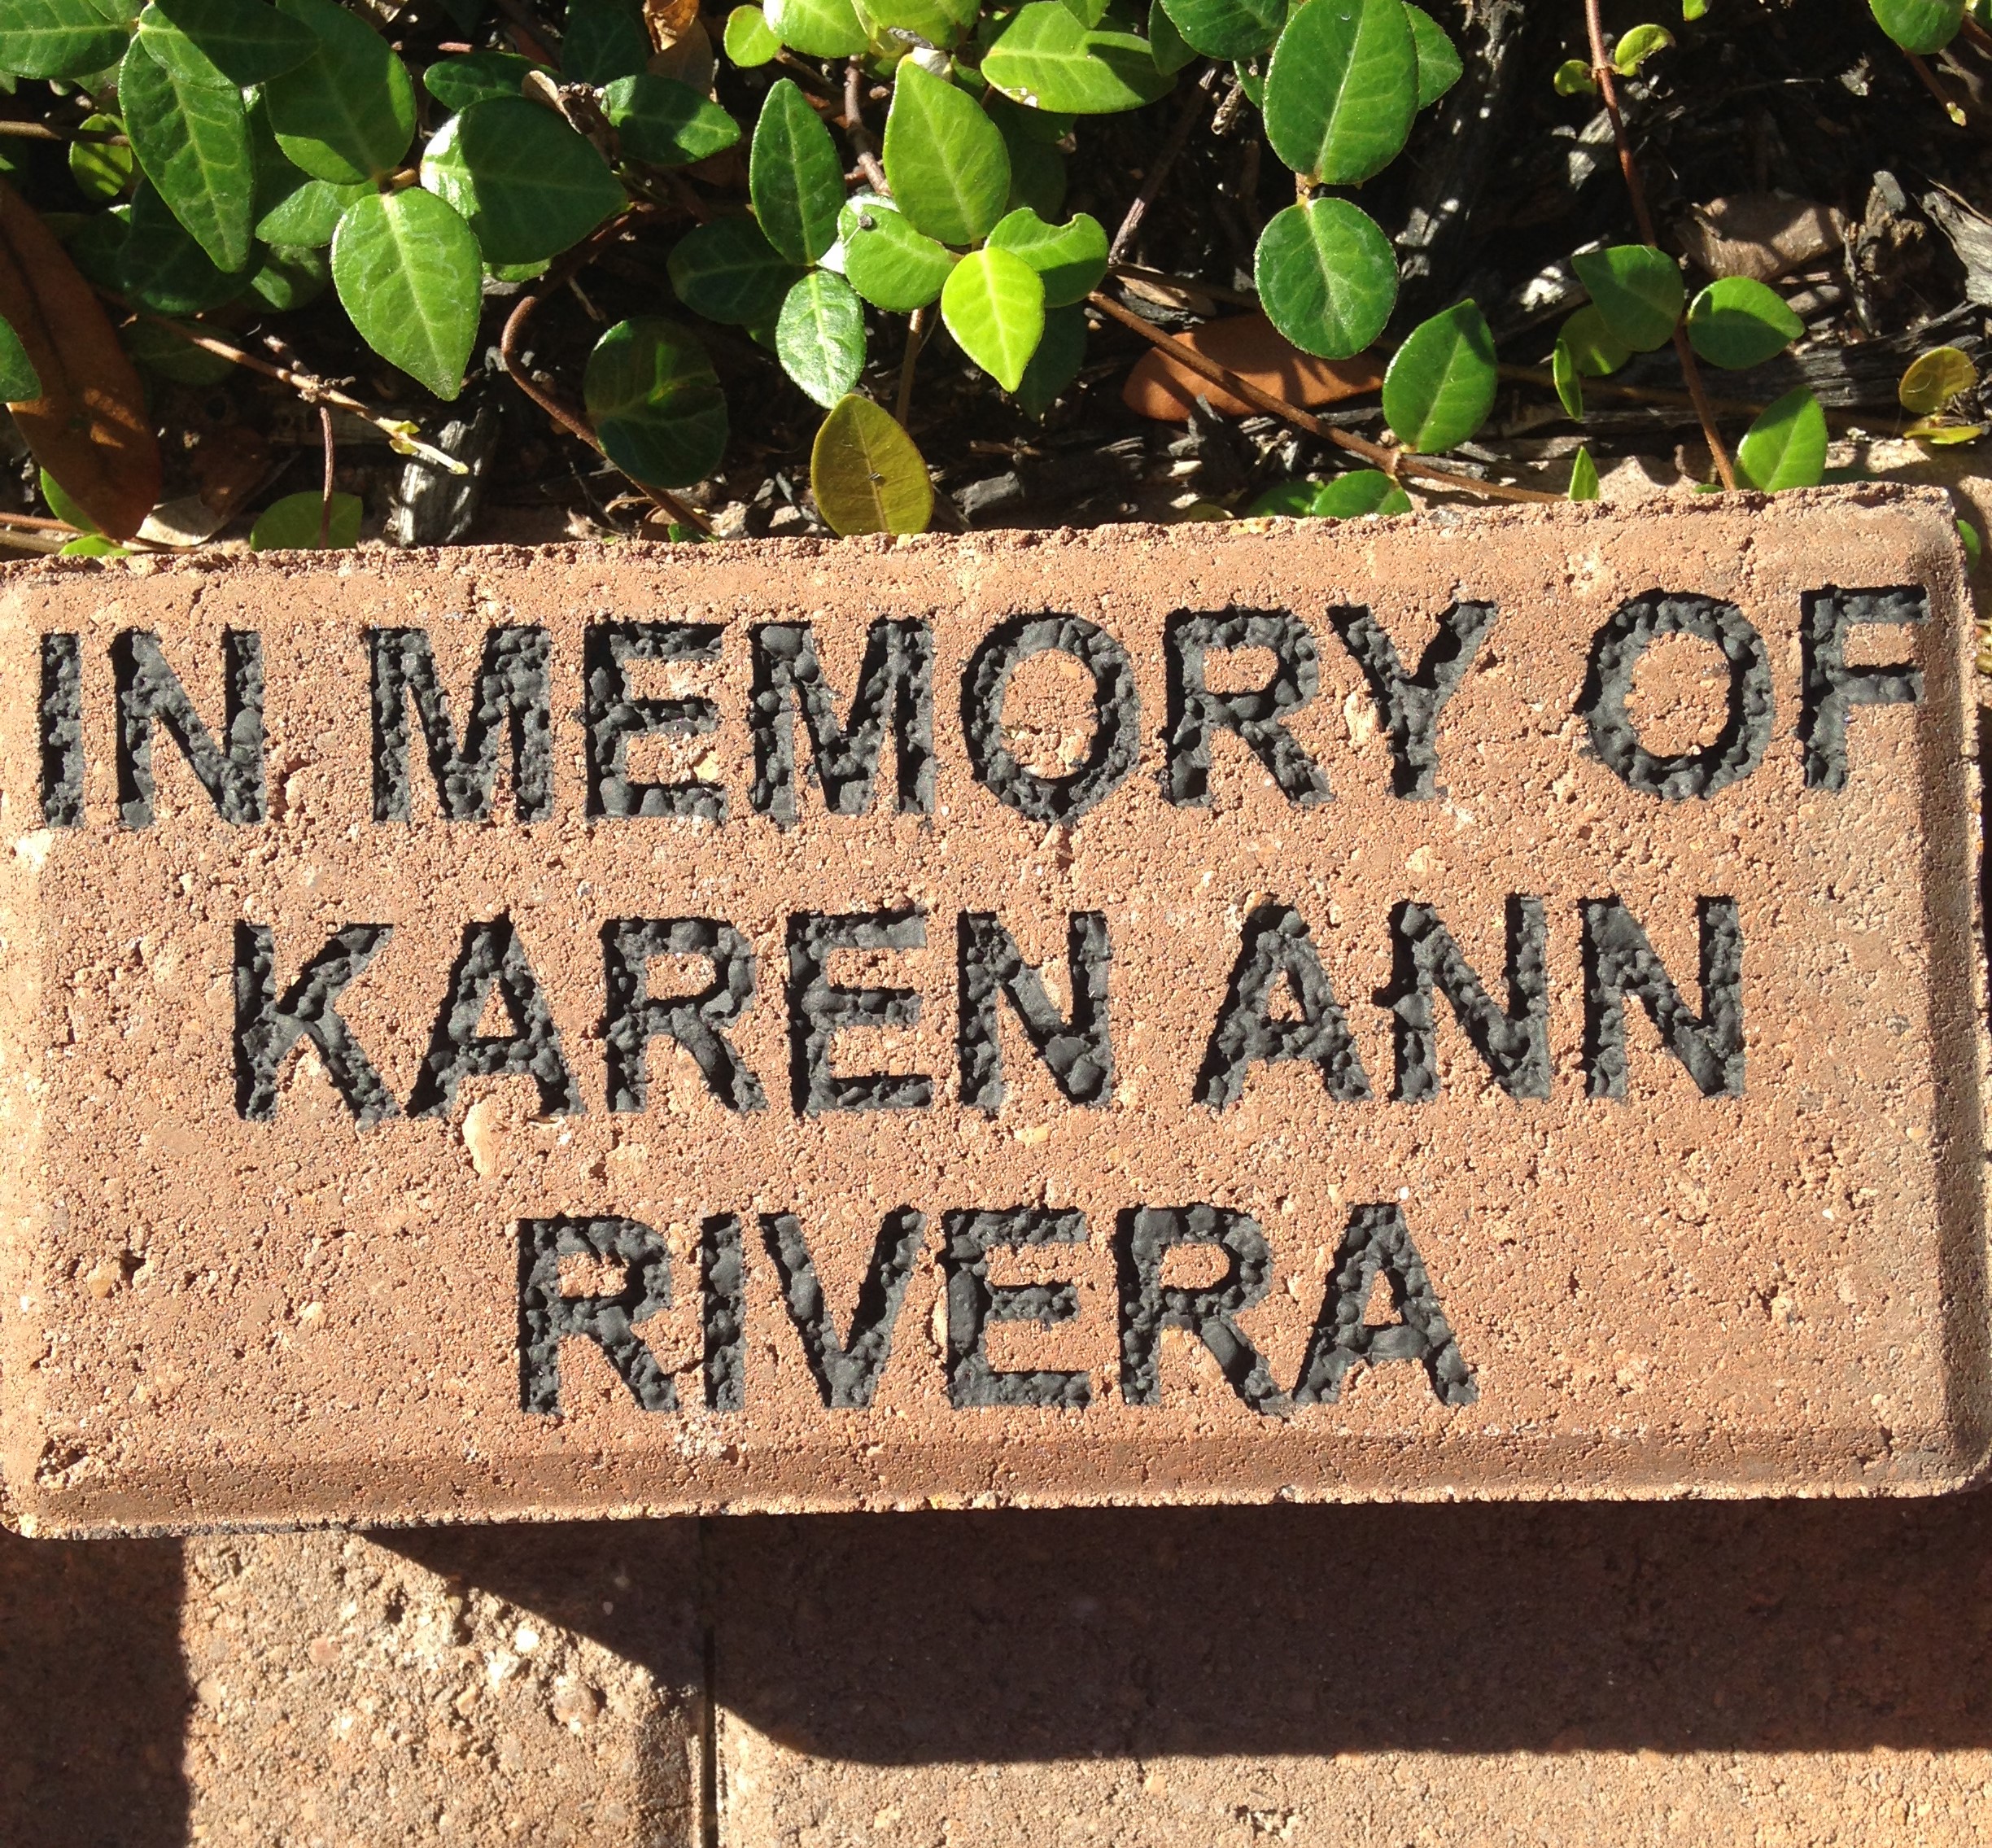 IN MEMORY OF
KAREN ANN
RIVERA